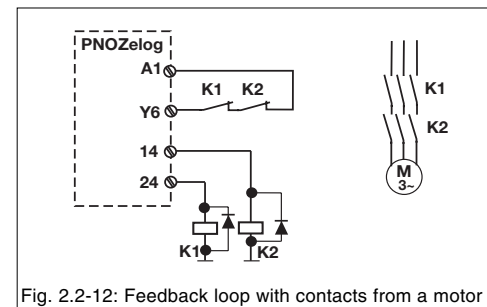 PNOZelog
A1
K1 K2
Y6
14
24
K1
K2
K1
K2
M
3~
Fig. 2.2-12: Feedback loop with contacts from a motor